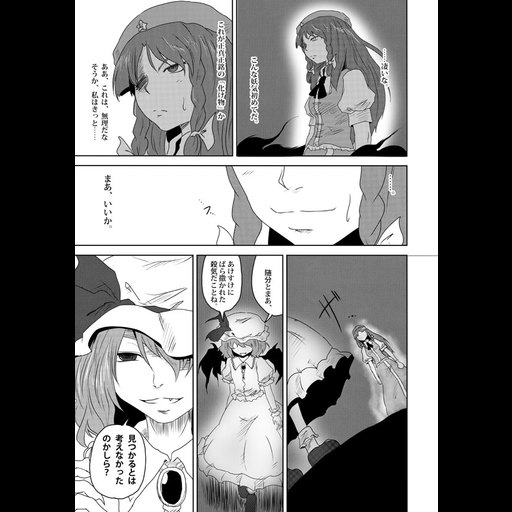 ……凄いな。
こんな妖気初めてだ。
これが正真正銘の『化け物』か
ああ、これは、無理だな
そうか、私はきっと……
……。
まあ、いいか。
ザ
随分とまあ、
あけすけに
ばら撒かれた
殺気だことね。
見つかるとは
考えなかった
のかしら？